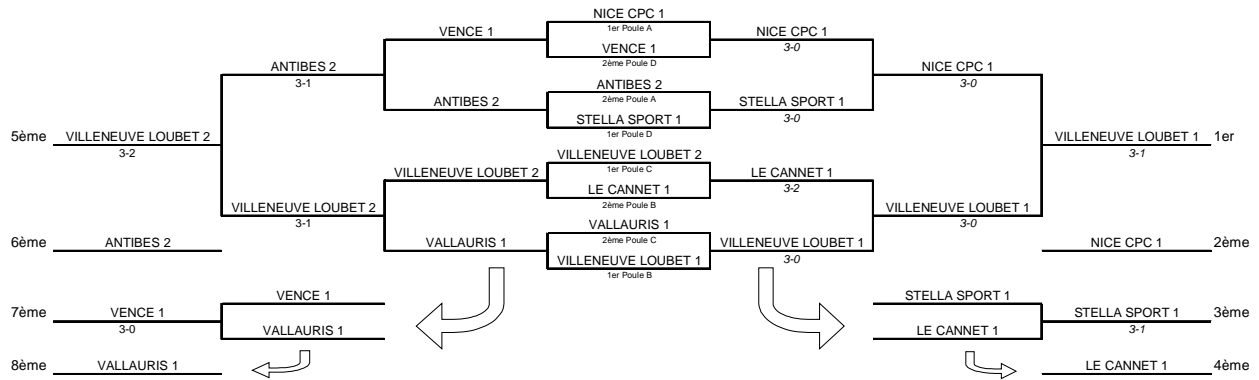 NICE CPC 1
VENCE 1 1er Poule A NICE CPC 1
VENCE 1 3-0
ANTIBES 2 2ème Poule D NICE CPC 1
3-1 ANTIBES 2 3-0
ANTIBES 2 2ème Poule A STELLA SPORT 1
STELLA SPORT 1 3-0
5ème VILLENEUVE LOUBET 2 1er Poule D VILLENEUVE LOUBET 1 1er
3-2 VILLENEUVE LOUBET 2 3-1
VILLENEUVE LOUBET 2 1er Poule C LE CANNET 1
LE CANNET 1 3-2
VILLENEUVE LOUBET 2 2ème Poule B VILLENEUVE LOUBET 1
3-1 VALLAURIS 1 3-0
6ème ANTIBES 2 VALLAURIS 1 2ème Poule C VILLENEUVE LOUBET 1 NICE CPC 1 2ème
VILLENEUVE LOUBET 1 3-0
1er Poule B
VENCE 1 STELLA SPORT 1
7ème VENCE 1 STELLA SPORT 1 3ème
3-0 VALLAURIS 1 LE CANNET 1 3-1
8ème VALLAURIS 1 LE CANNET 1 4ème